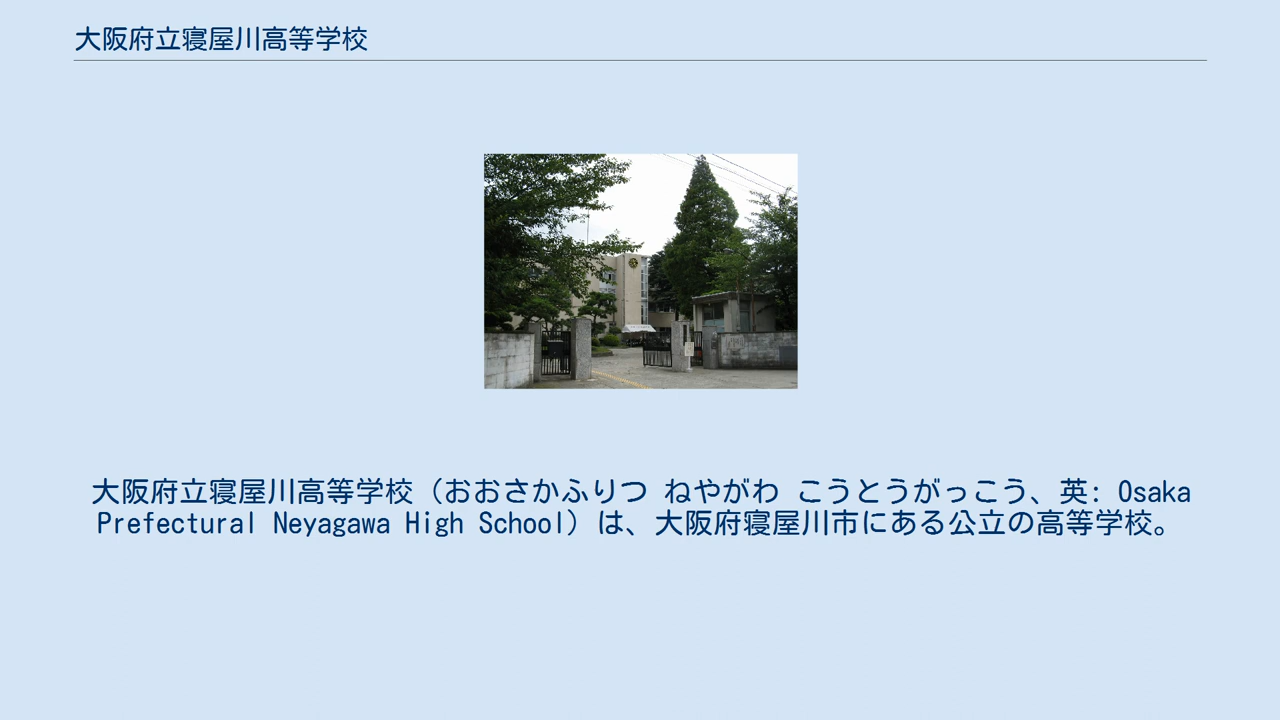 大阪府立寝屋川高等学校
大阪府立寝屋川高等学校（おおさかふりつ ねやがわ こうとうがっこう、英: Osaka
Prefectural Neyagawa High School）は、大阪府寝屋川市にある公立の高等学校。